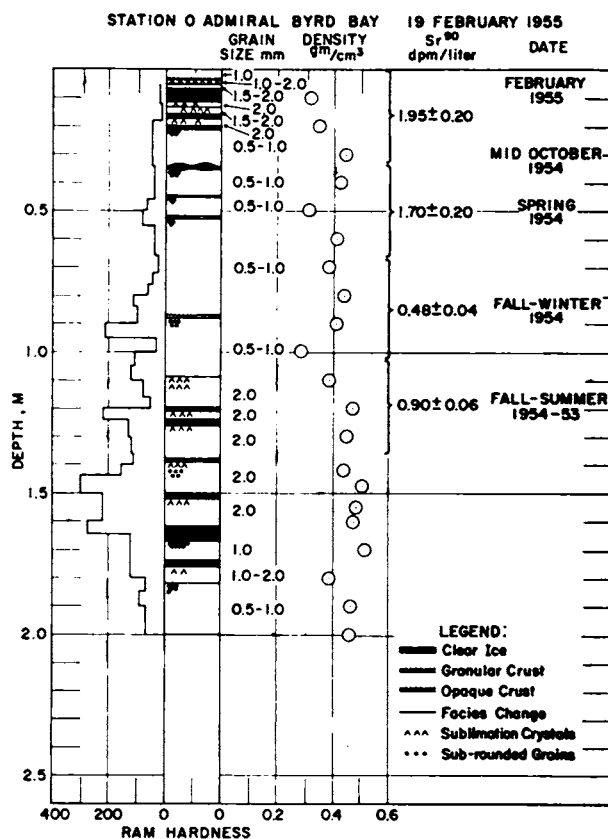 STATION O ADMIRAL BYRD BAY 19 FEBRUARY 1955
GRAIN SIZE mm
DENSITY gm/cm³
Sr⁹⁰ dpm/liter
DATE
1.0
1.0-2.0
1.5-2.0
2.0
1.5-2.0
2.0
0.5-1.0
0.5-1.0
0.5-1.0
0.5-1.0
0.5-1.0
2.0
2.0
2.0
2.0
2.0
1.0
1.0-2.0
0.5-1.0
1.95±0.20
1.70±0.20
0.48±0.04
0.90±0.06
FEBRUARY
1955
MID OCTOBER
1954
SPRING
1954
FALL-WINTER
1954
FALL-SUMMER
1954-53
DEPTH, M
0.5
1.0
1.5
2.0
2.5
LEGEND:
Clear Ice
Granular Crust
Opaque Crust
Facies Change
Sublimation Crystals
Sub-rounded Grains
400 200 0 0 0.2 0.4 0.6
RAM HARDNESS